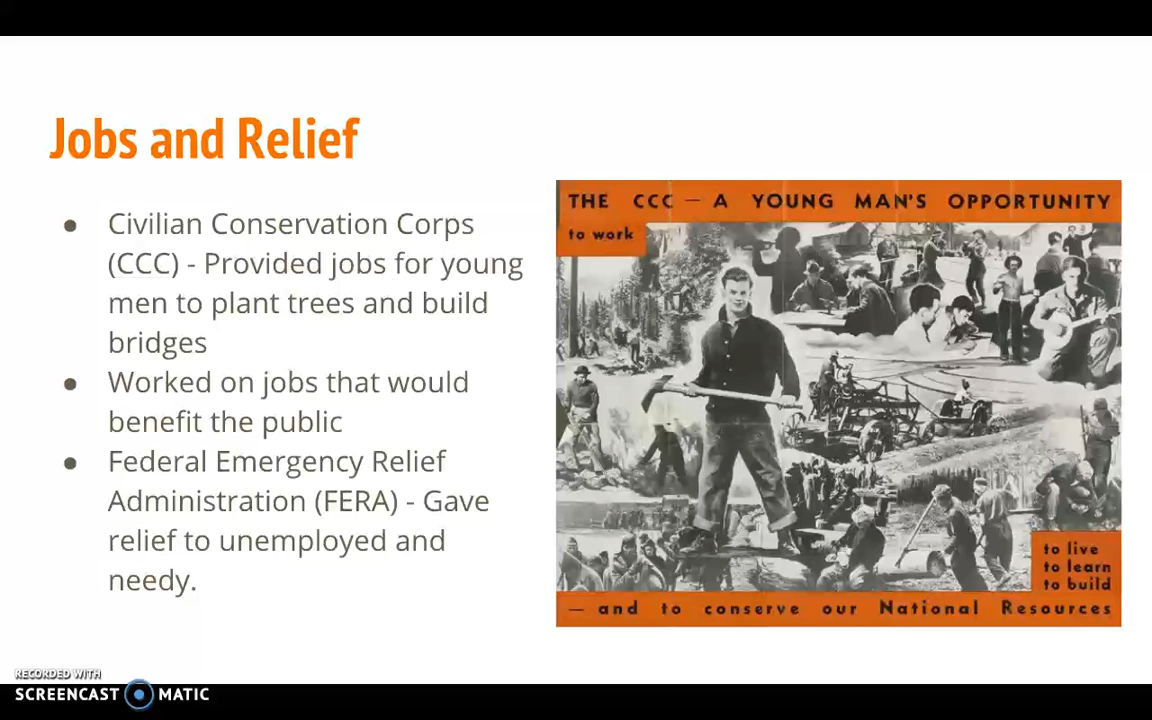 Jobs and Relief
● Civilian Conservation Corps
(CCC) - Provided jobs for young
men to plant trees and build
bridges
● Worked on jobs that would
benefit the public
● Federal Emergency Relief
Administration (FERA) - Gave
relief to unemployed and
needy.
THE CCC — A YOUNG MAN'S OPPORTUNITY
to work
to live
to learn
to build
— and to conserve our National Resources
RECORDED WITH
SCREENCAST MATIC